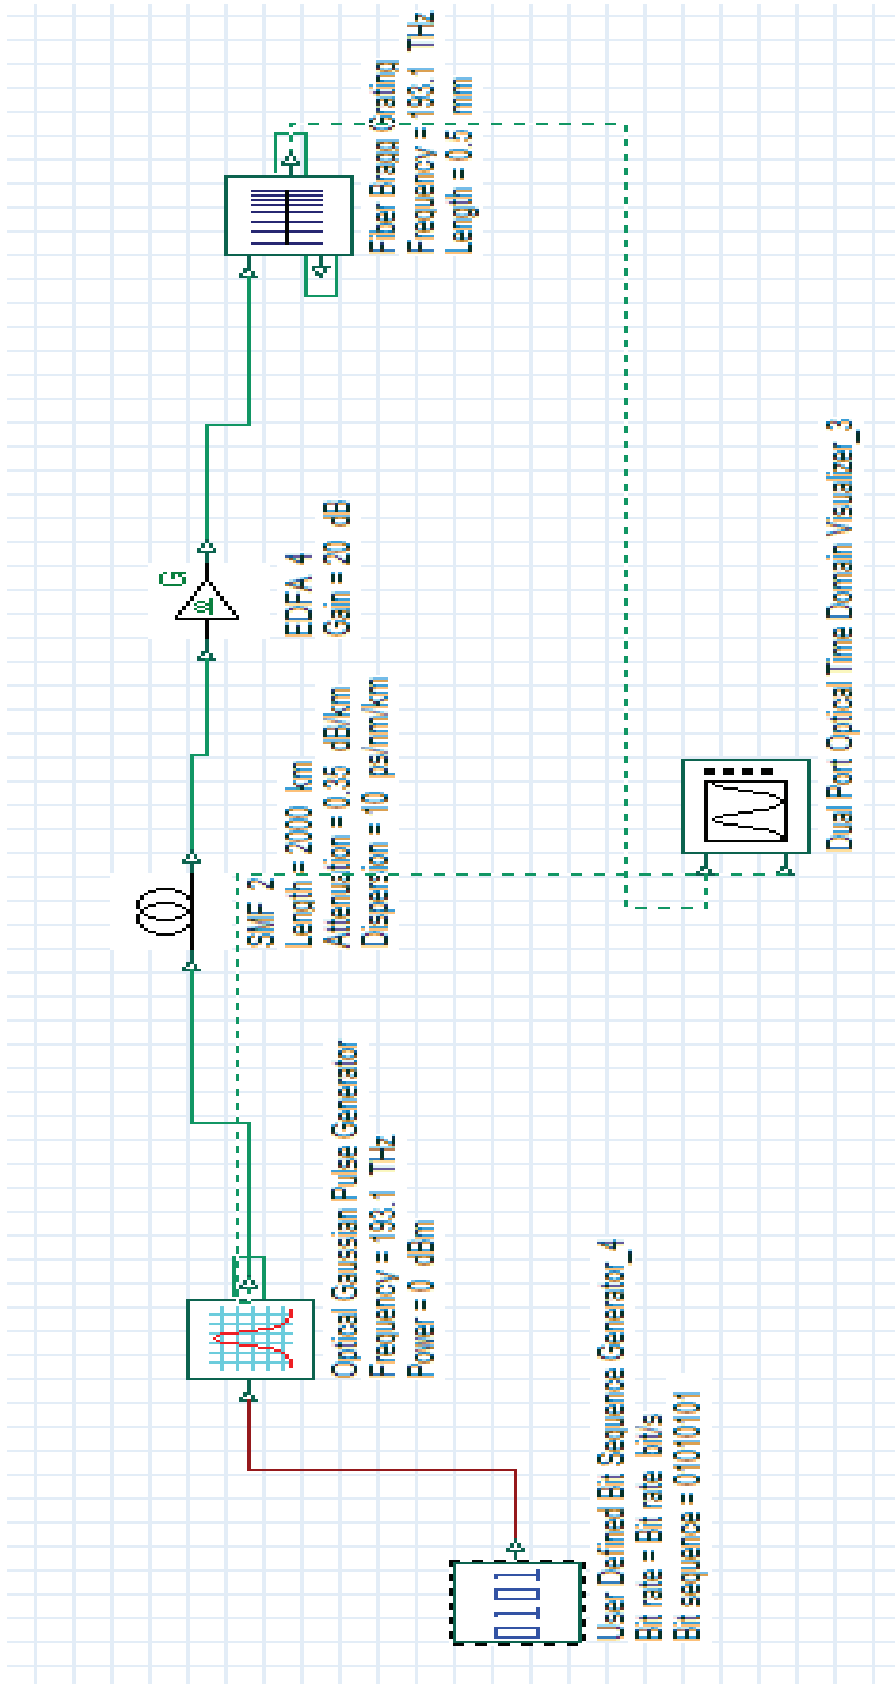 User Defined Bit Sequence Generator_4
Bit rate = Bit rate bit/s
Bit sequence = 01010101
Optical Gaussian Pulse Generator
Frequency = 193.1 THz
Power = 0 dBm
SMF_2
Length = 2000 km
Attenuation = 0.35 dB/km
Dispersion = 10 ps/nm/km
G
EDFA_4
Gain = 20 dB
Fiber Bragg Grating
Frequency = 193.1 THz
Length = 0.5 mm
Dual Port Optical Time Domain Visualizer_3